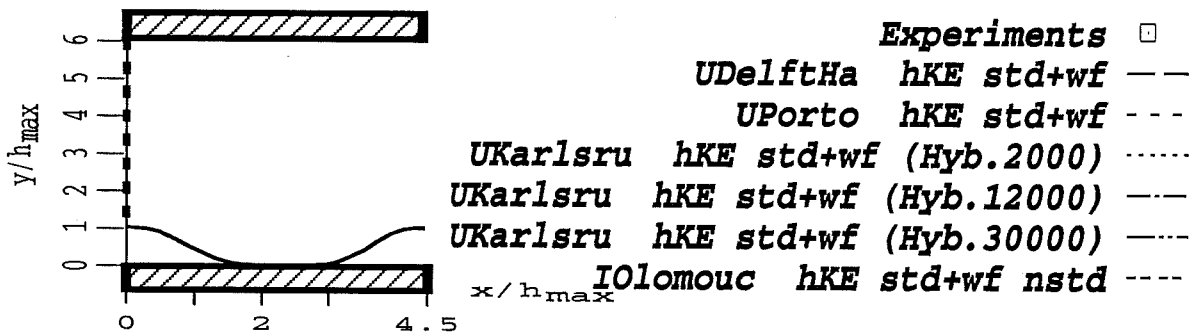 6
5
4
3
2
1
0
y/hmax
0 2 4.5
x/hmax
Experiments
UDelftHa hKE std+wf
UPorto hKE std+wf
UKarlsru hKE std+wf (Hyb.2000)
UKarlsru hKE std+wf (Hyb.12000)
UKarlsru hKE std+wf (Hyb.30000)
IOlomouc hKE std+wf nstd